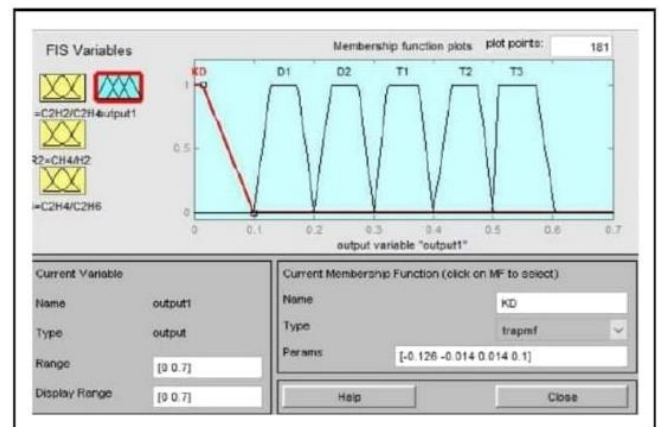 FIS Variables
Membership function plots
plot points: 181
KD D1 D2 T1 T2 T3
=C2H2/C2H4
output1
R2=CH4/H2
=C2H4/C2H6
1
0.5
0
0 0.1 0.2 0.3 0.4 0.5 0.6 0.7
output variable "output1"
Current Variable
Name output1
Type output
Range [0 0.7]
Display Range [0 0.7]
Current Membership Function (click on MF to select)
Name KD
Type trapmf
Params [-0.126 -0.014 0.014 0.1]
Help Close